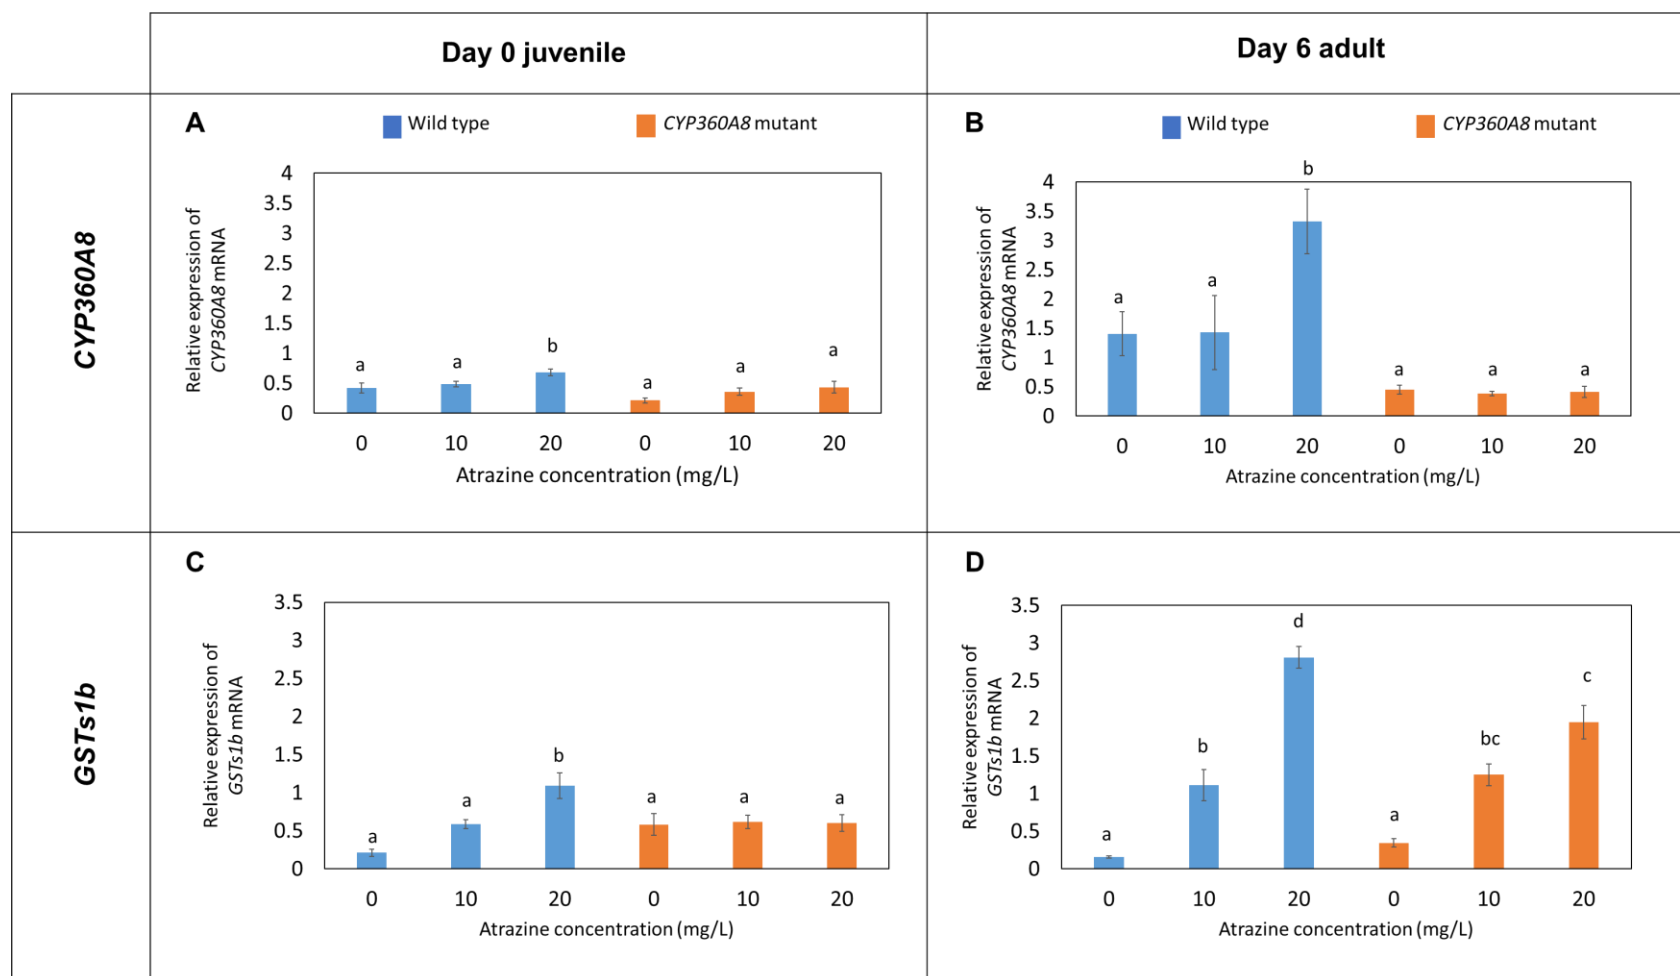 Day 0 juvenile
Day 6 adult
CYP360A8
A
Wild type
CYP360A8 mutant
Relative expression of
CYP360A8 mRNA
4
3.5
3
2.5
2
1.5
1
0.5
0
a
a
b
a
a
a
0 10 20 0 10 20
Atrazine concentration (mg/L)
B
Wild type
CYP360A8 mutant
Relative expression of
CYP360A8 mRNA
4
3.5
3
2.5
2
1.5
1
0.5
0
a
a
b
a
a
a
0 10 20 0 10 20
Atrazine concentration (mg/L)
GSTs1b
C
Relative expression of
GSTs1b mRNA
3.5
3
2.5
2
1.5
1
0.5
0
a
a
b
a
a
a
0 10 20 0 10 20
Atrazine concentration (mg/L)
D
Relative expression of
GSTs1b mRNA
3.5
3
2.5
2
1.5
1
0.5
0
a
b
d
a
bc
c
0 10 20 0 10 20
Atrazine concentration (mg/L)